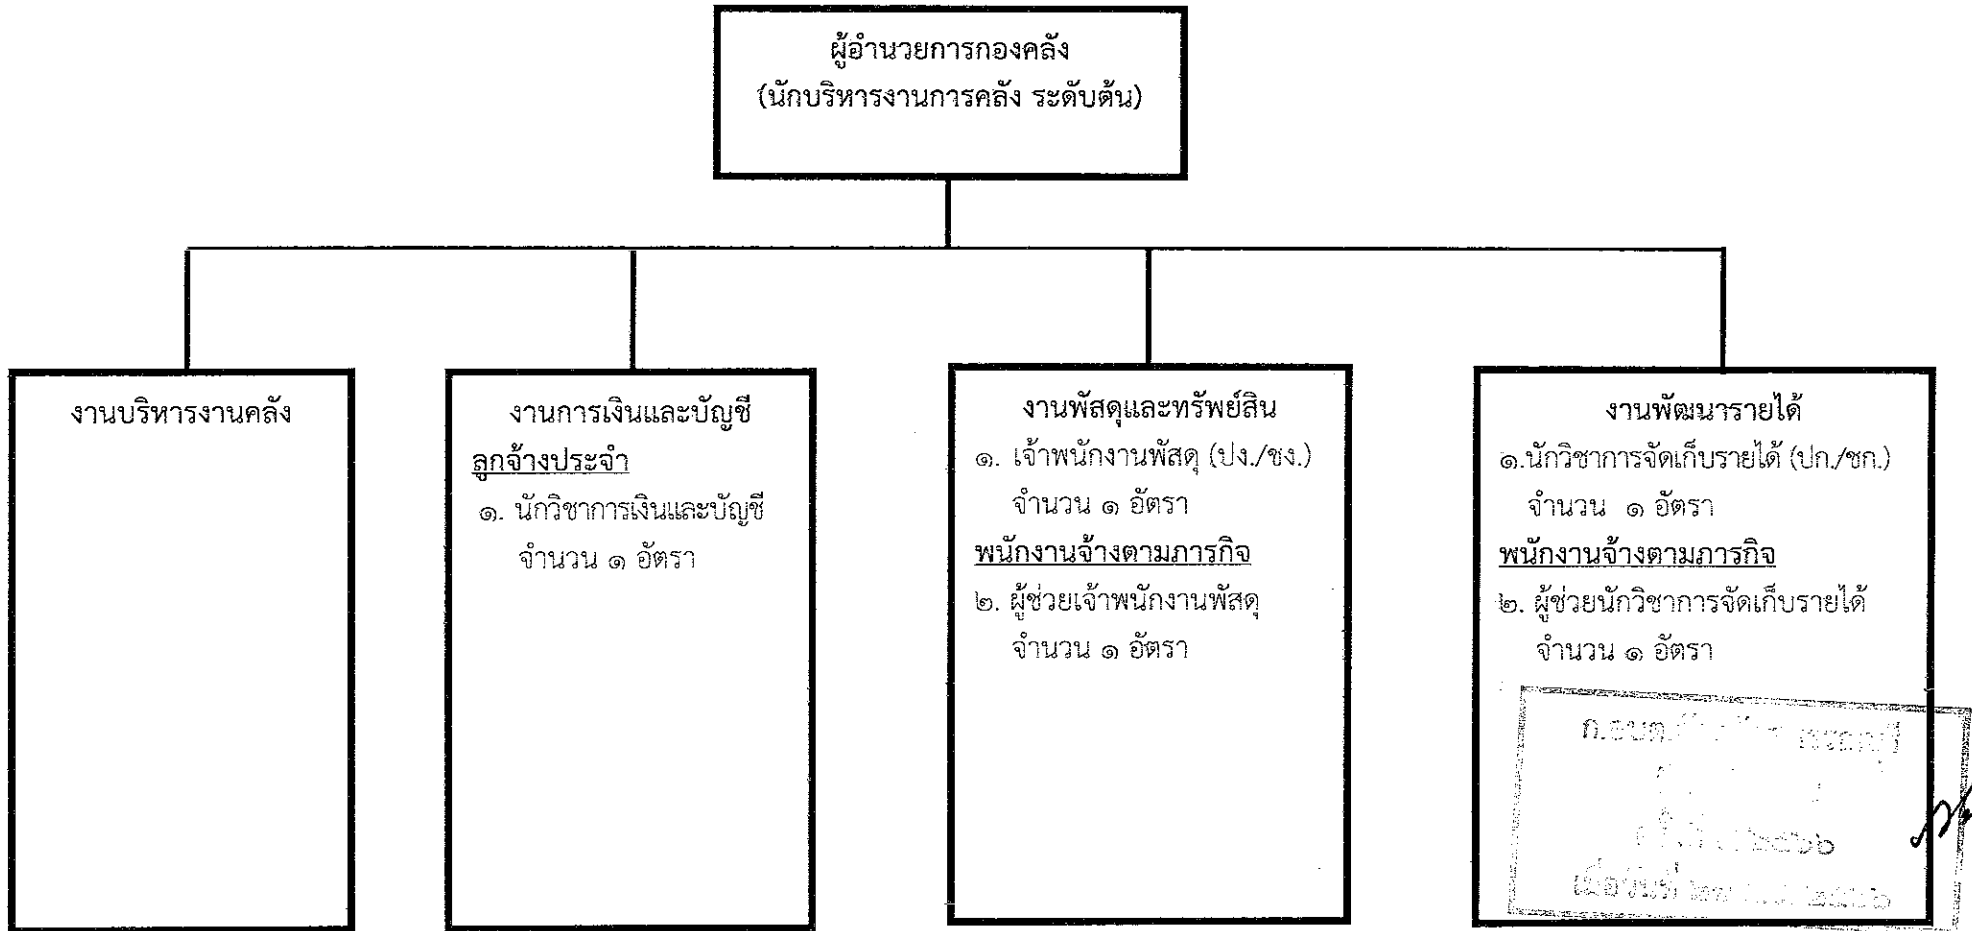 ผู้อำนวยการกองคลัง
(นักบริหารงานการคลัง ระดับต้น)
งานบริหารงานคลัง
งานการเงินและบัญชี
ลูกจ้างประจำ
๑. นักวิชาการเงินและบัญชี
จำนวน ๑ อัตรา
งานพัสดุและทรัพย์สิน
๑. เจ้าพนักงานพัสดุ (ปง./ชง.)
จำนวน ๑ อัตรา
พนักงานจ้างตามภารกิจ
๒. ผู้ช่วยเจ้าพนักงานพัสดุ
จำนวน ๑ อัตรา
งานพัฒนารายได้
๑.นักวิชาการจัดเก็บรายได้ (ปก./ชก.)
จำนวน ๑ อัตรา
พนักงานจ้างตามภารกิจ
๒. ผู้ช่วยนักวิชาการจัดเก็บรายได้
จำนวน ๑ อัตรา
ก.อบต.
เมื่อวันที่